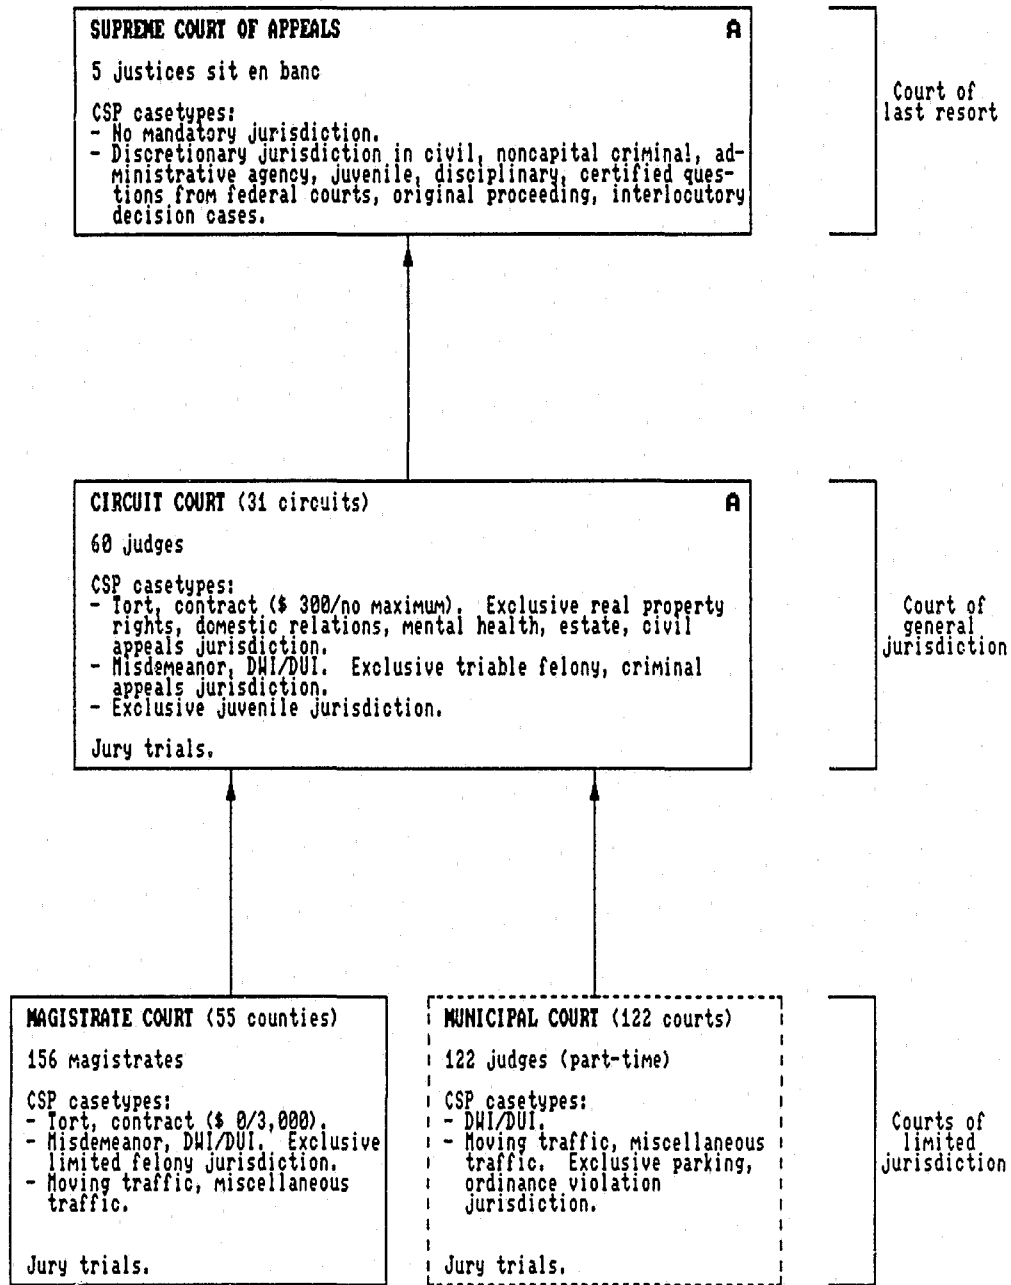 SUPREME COURT OF APPEALS A
5 justices sit en banc
CSP casetypes:
- No mandatory jurisdiction.
- Discretionary jurisdiction in civil, noncapital criminal, ad-
ministrative agency, juvenile, disciplinary, certified ques-
tions from federal courts, original proceeding, interlocutory
decision cases.
Court of
last resort
CIRCUIT COURT (31 circuits) A
60 judges
CSP casetypes:
- Tort, contract ($ 300/no maximum). Exclusive real property
rights, domestic relations, mental health, estate, civil
appeals jurisdiction.
- Misdemeanor, DWI/DUI. Exclusive triable felony, criminal
appeals jurisdiction.
- Exclusive juvenile jurisdiction.
Jury trials.
Court of
general
jurisdiction
MAGISTRATE COURT (55 counties)
156 magistrates
CSP casetypes:
- Tort, contract ($ 0/3,000).
- Misdemeanor, DWI/DUI. Exclusive
limited felony jurisdiction.
- Moving traffic, miscellaneous
traffic.
Jury trials.
MUNICIPAL COURT (122 courts)
122 judges (part-time)
CSP casetypes:
- DWI/DUI.
- Moving traffic, miscellaneous
traffic. Exclusive parking,
ordinance violation
jurisdiction.
Jury trials.
Courts of
limited
jurisdiction